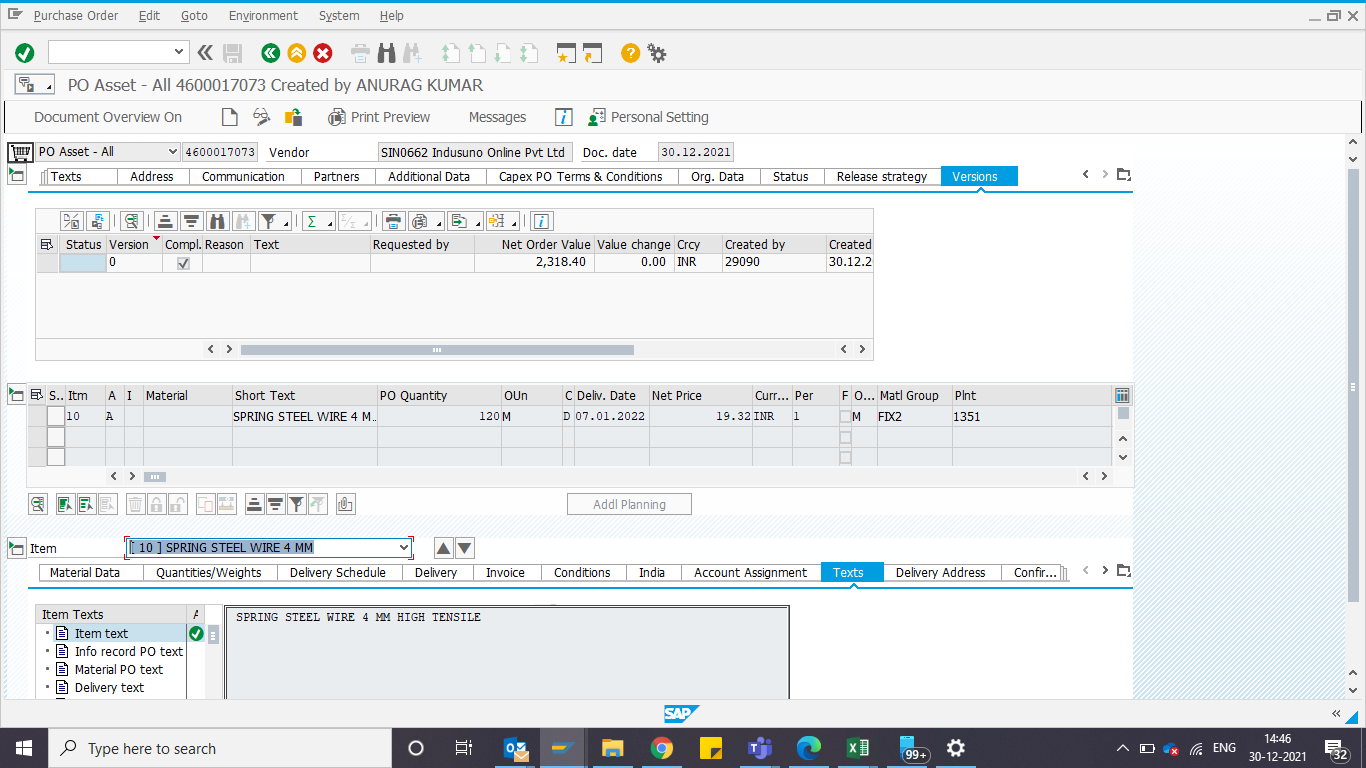 Purchase Order Edit Goto Environment System Help
PO Asset - All 4600017073 Created by ANURAG KUMAR
Document Overview On Print Preview Messages Personal Setting
PO Asset - All 4600017073 Vendor SIN0662 Indusuno Online Pvt Ltd Doc. date 30.12.2021
Texts Address Communication Partners Additional Data Capex PO Terms & Conditions Org. Data Status Release strategy Versions
Status Version Compl. Reason Text Requested by Net Order Value Value change Crcy Created by Created
0 2,318.40 0.00 INR 29090 30.12.2
S.. Itm A I Material Short Text PO Quantity OUn C Deliv. Date Net Price Curr... Per F O... Matl Group Plnt
10 A SPRING STEEL WIRE 4 M.. 120 M D 07.01.2022 19.32 INR 1 M FIX2 1351
Addl Planning
Item [ 10 ] SPRING STEEL WIRE 4 MM
Material Data Quantities/Weights Delivery Schedule Delivery Invoice Conditions India Account Assignment Texts Delivery Address Confir...
Item Texts A
SPRING STEEL WIRE 4 MM HIGH TENSILE
Item text
Info record PO text
Material PO text
Delivery text
SAP
Type here to search
99+
ENG
14:46
30-12-2021
32